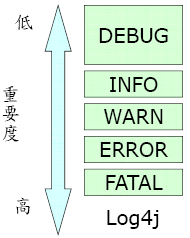 低
重要度
高
DEBUG
INFO
WARN
ERROR
FATAL
Log4j